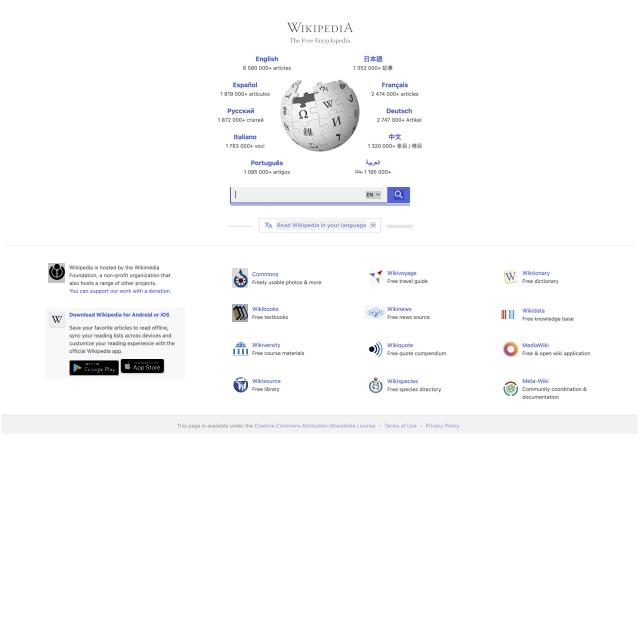 WIKIPEDIA
The Free Encyclopedia
English
6 580 000+ articles
日本語
1 352 000+ 記事
Español
1 819 000+ artículos
Français
2 474 000+ articles
Русский
1 872 000+ статей
Deutsch
2 747 000+ Artikel
Italiano
1 783 000+ voci
中文
1 320 000+ 条目 / 條目
Português
1 095 000+ artigos
العربية
1 195 000+ مقالة
EN
Read Wikipedia in your language
Wikipedia is hosted by the Wikimedia
Foundation, a non-profit organization that
also hosts a range of other projects.
You can support our work with a donation.
Download Wikipedia for Android or iOS
Save your favorite articles to read offline,
sync your reading lists across devices and
customize your reading experience with the
official Wikipedia app.
Google Play
App Store
Commons
Freely usable photos & more
Wikivoyage
Free travel guide
Wiktionary
Free dictionary
Wikibooks
Free textbooks
Wikinews
Free news source
Wikidata
Free knowledge base
Wikiversity
Free course materials
Wikiquote
Free quote compendium
MediaWiki
Free & open wiki application
Wikisource
Free library
Wikispecies
Free species directory
Meta-Wiki
Community coordination &
documentation
This page is available under the Creative Commons Attribution-ShareAlike License • Terms of Use • Privacy Policy